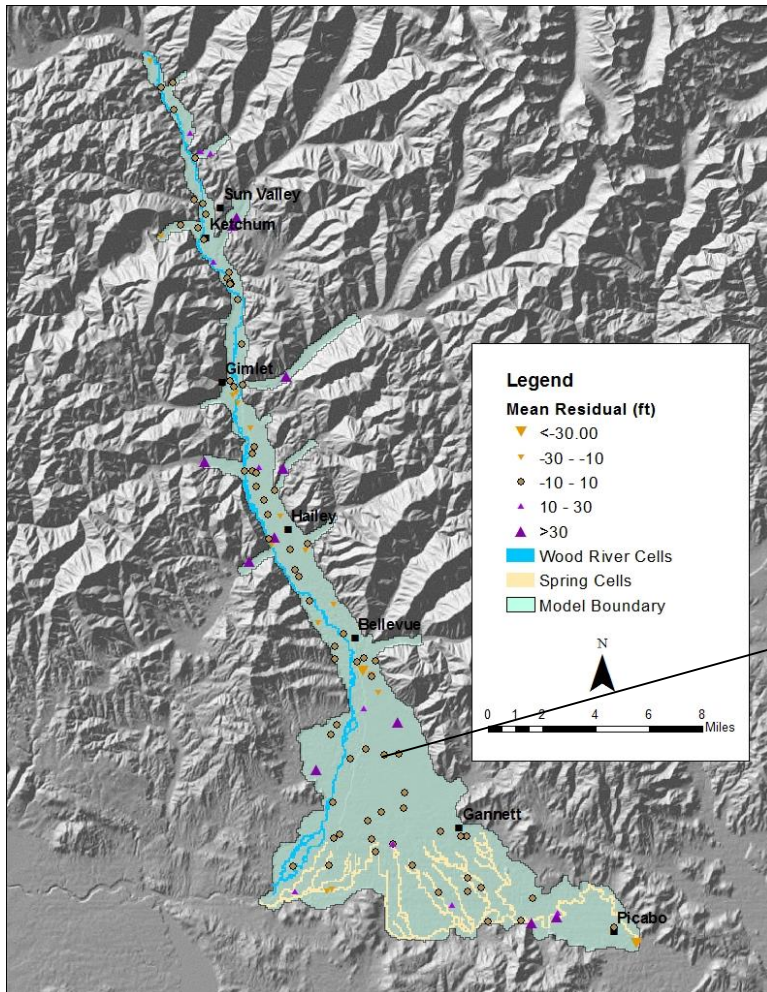 Sun Valley
Ketchum
Gimlet
Hailey
Bellevue
Gannett
Picabo
Legend
Mean Residual (ft)
<-30.00
-30 - -10
-10 - 10
10 - 30
>30
Wood River Cells
Spring Cells
Model Boundary
N
0 1 2 4 6 8
Miles